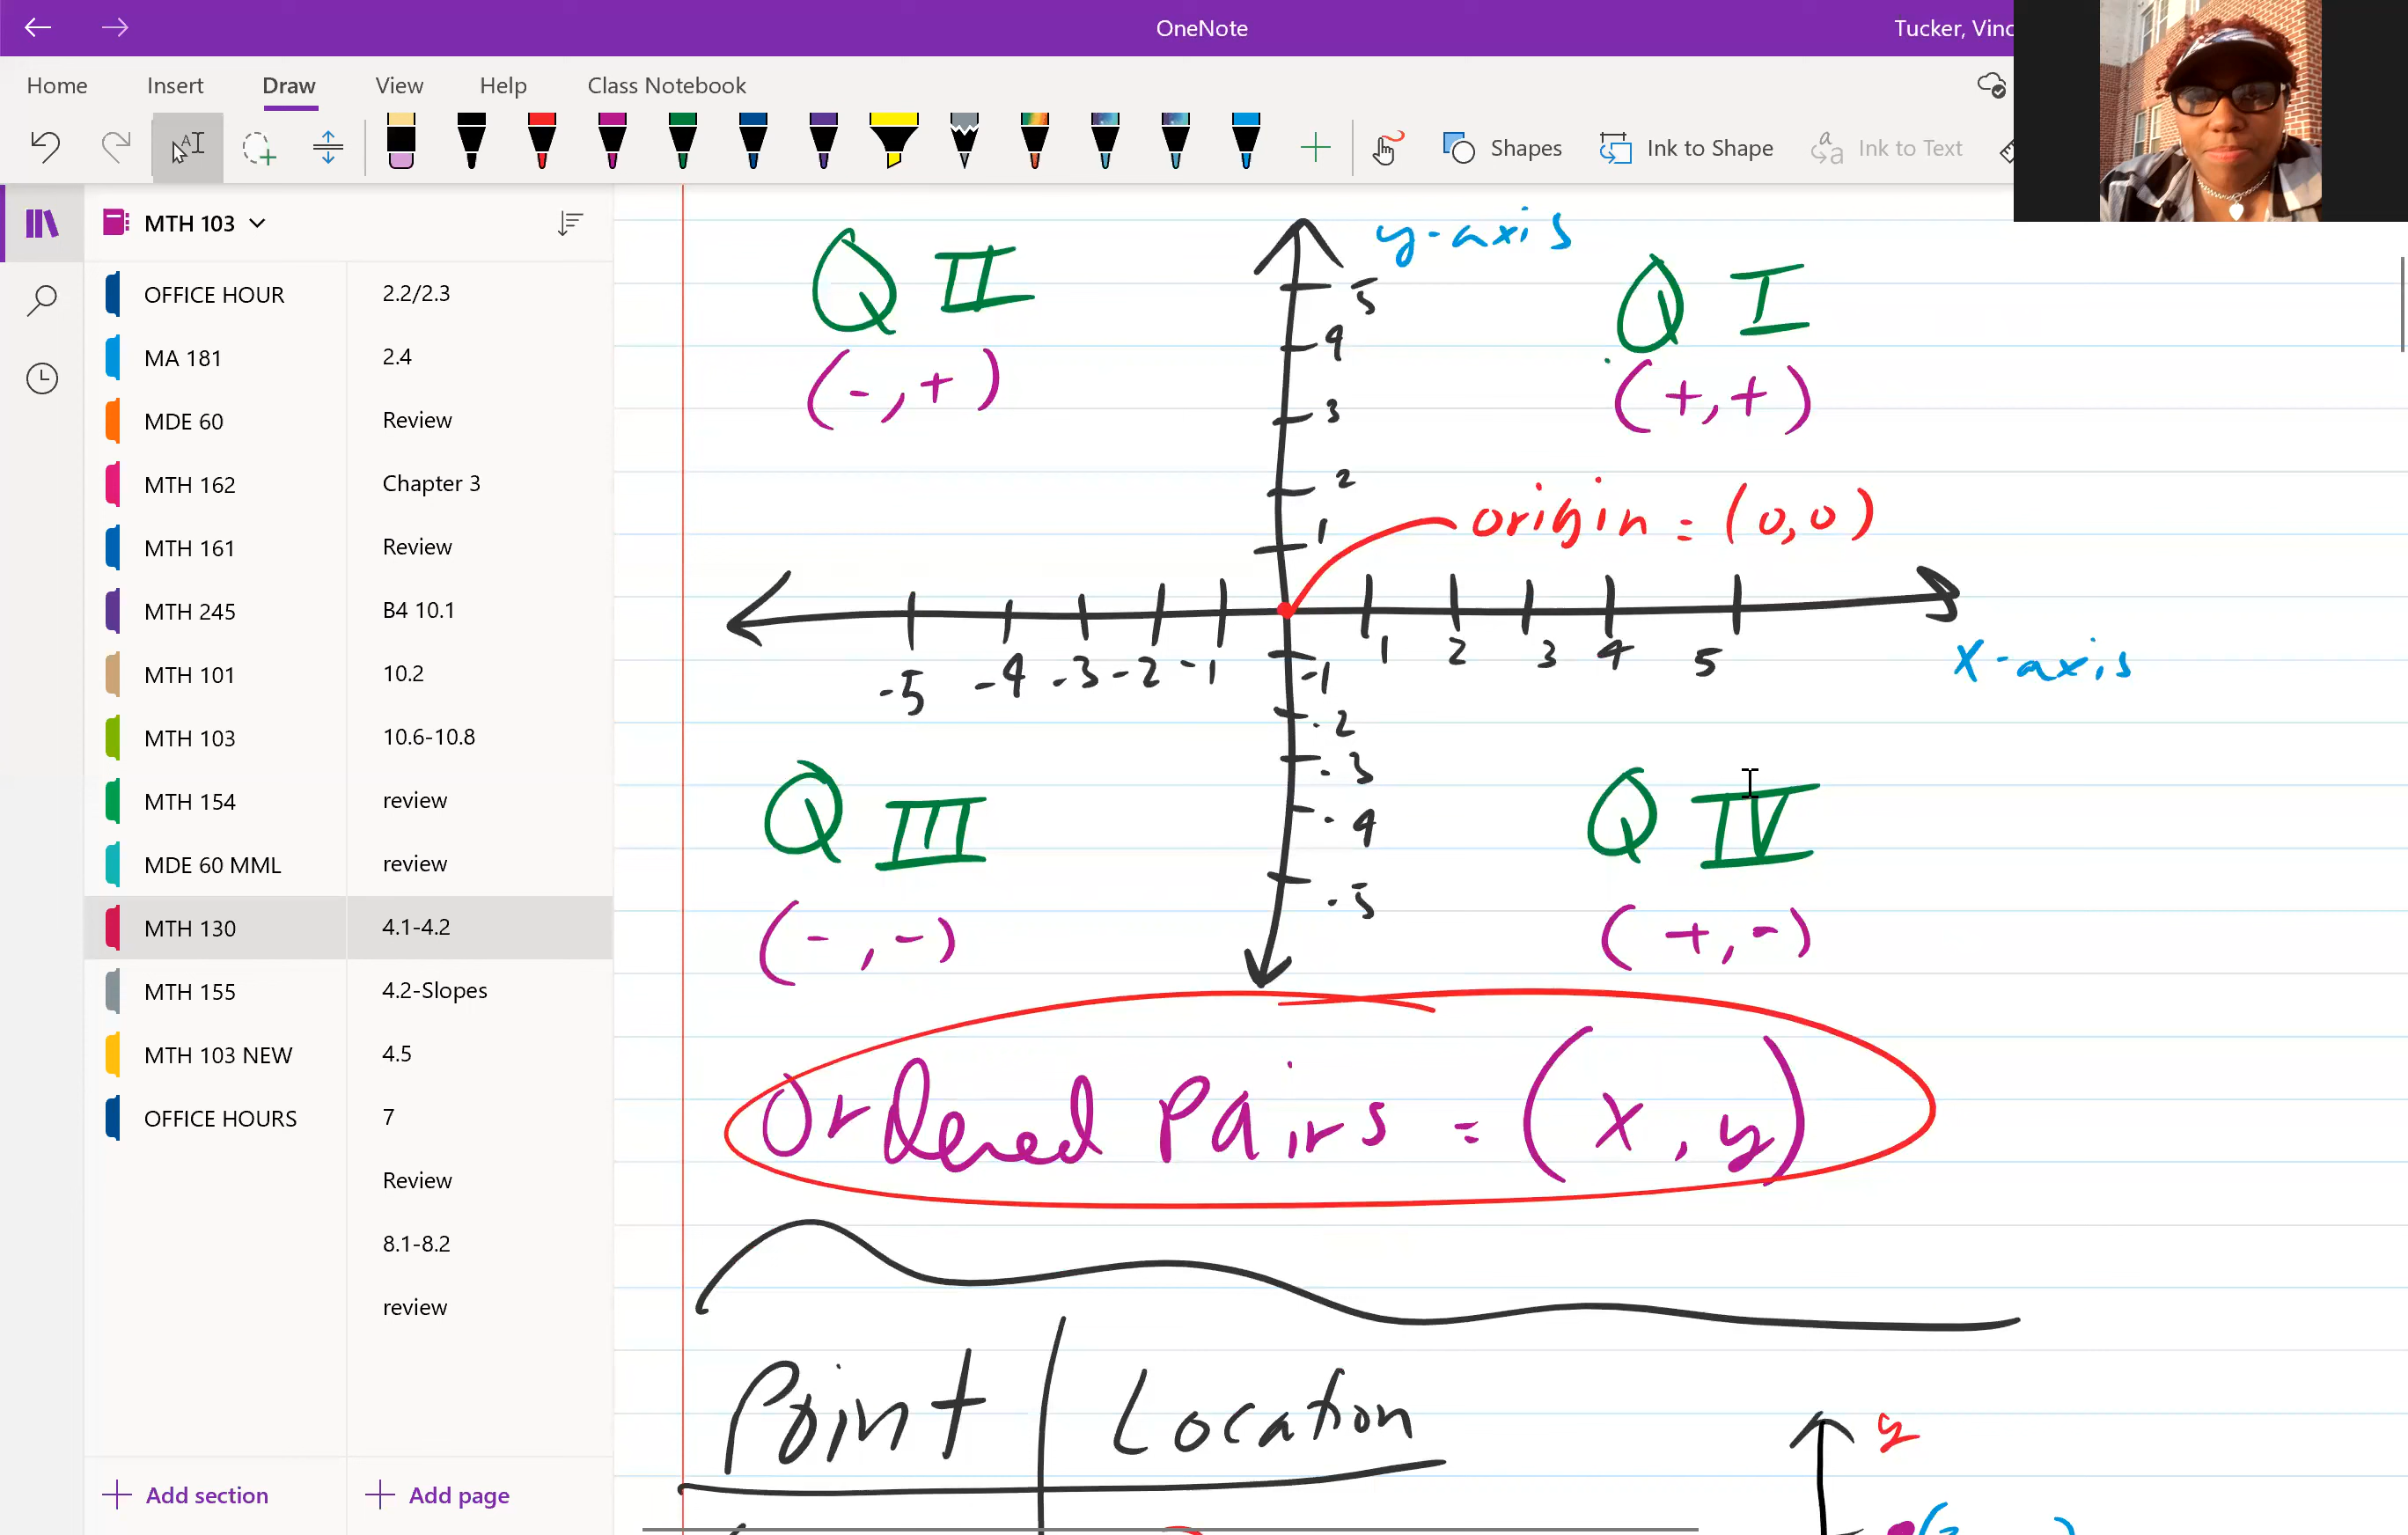 OneNote
Tucker, Vinc
Home Insert Draw View Help Class Notebook
Shapes Ink to Shape Ink to Text
MTH 103
OFFICE HOUR
MA 181
MDE 60
MTH 162
MTH 161
MTH 245
MTH 101
MTH 103
MTH 154
MDE 60 MML
MTH 130
MTH 155
MTH 103 NEW
OFFICE HOURS
Add section
2.2/2.3
2.4
Review
Chapter 3
Review
B4 10.1
10.2
10.6-10.8
review
review
4.1-4.2
4.2-Slopes
4.5
7
Review
8.1-8.2
review
Add page
y-axis
Q II
Q I
(-,+)
(+,+)
5
4
3
2
1
origin = (0,0)
-5 -4 -3 -2 -1 1 2 3 4 5
x-axis
-1
-2
-3
-4
-5
Q III
Q IV
(-,-)
(+,-)
Ordered Pairs = (x,y)
Point Location
y